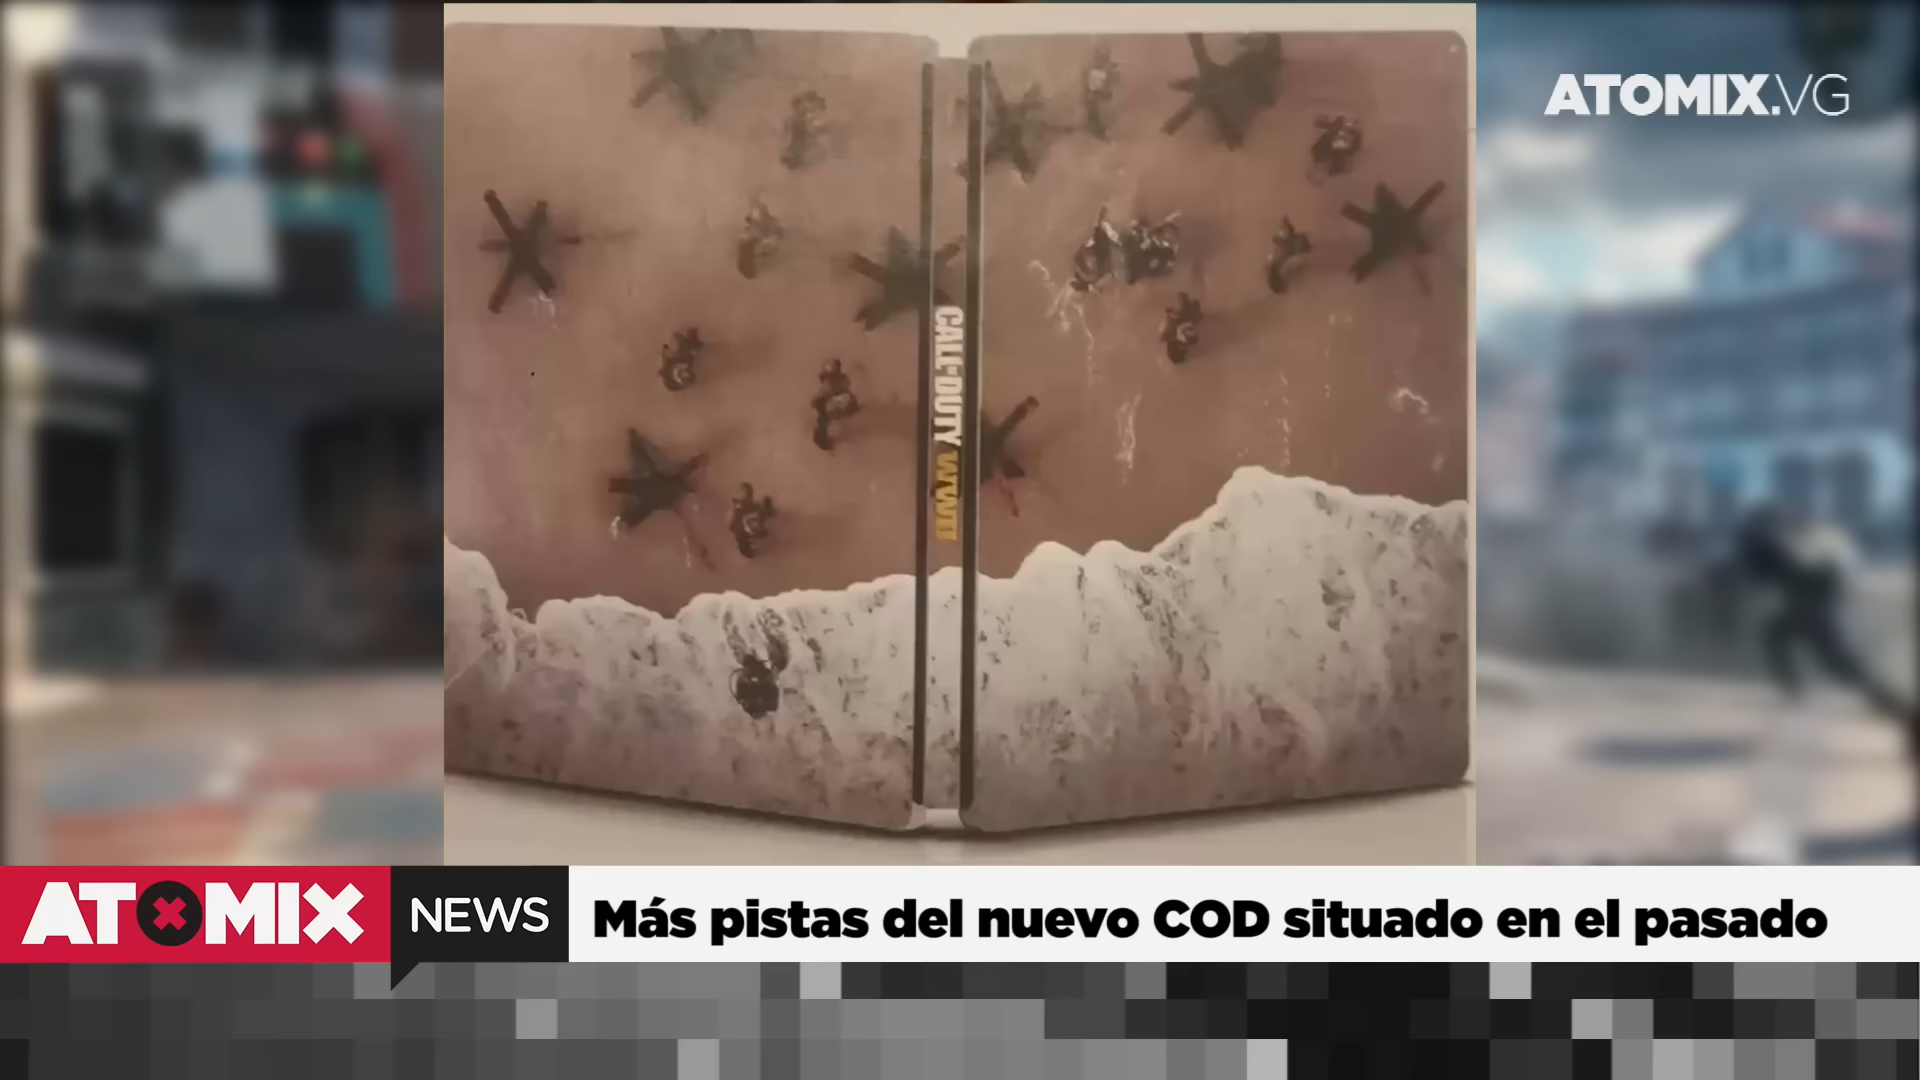 ATOMIX.VG
CALL OF DUTY WWII
ATOMIX NEWS
Más pistas del nuevo COD situado en el pasado